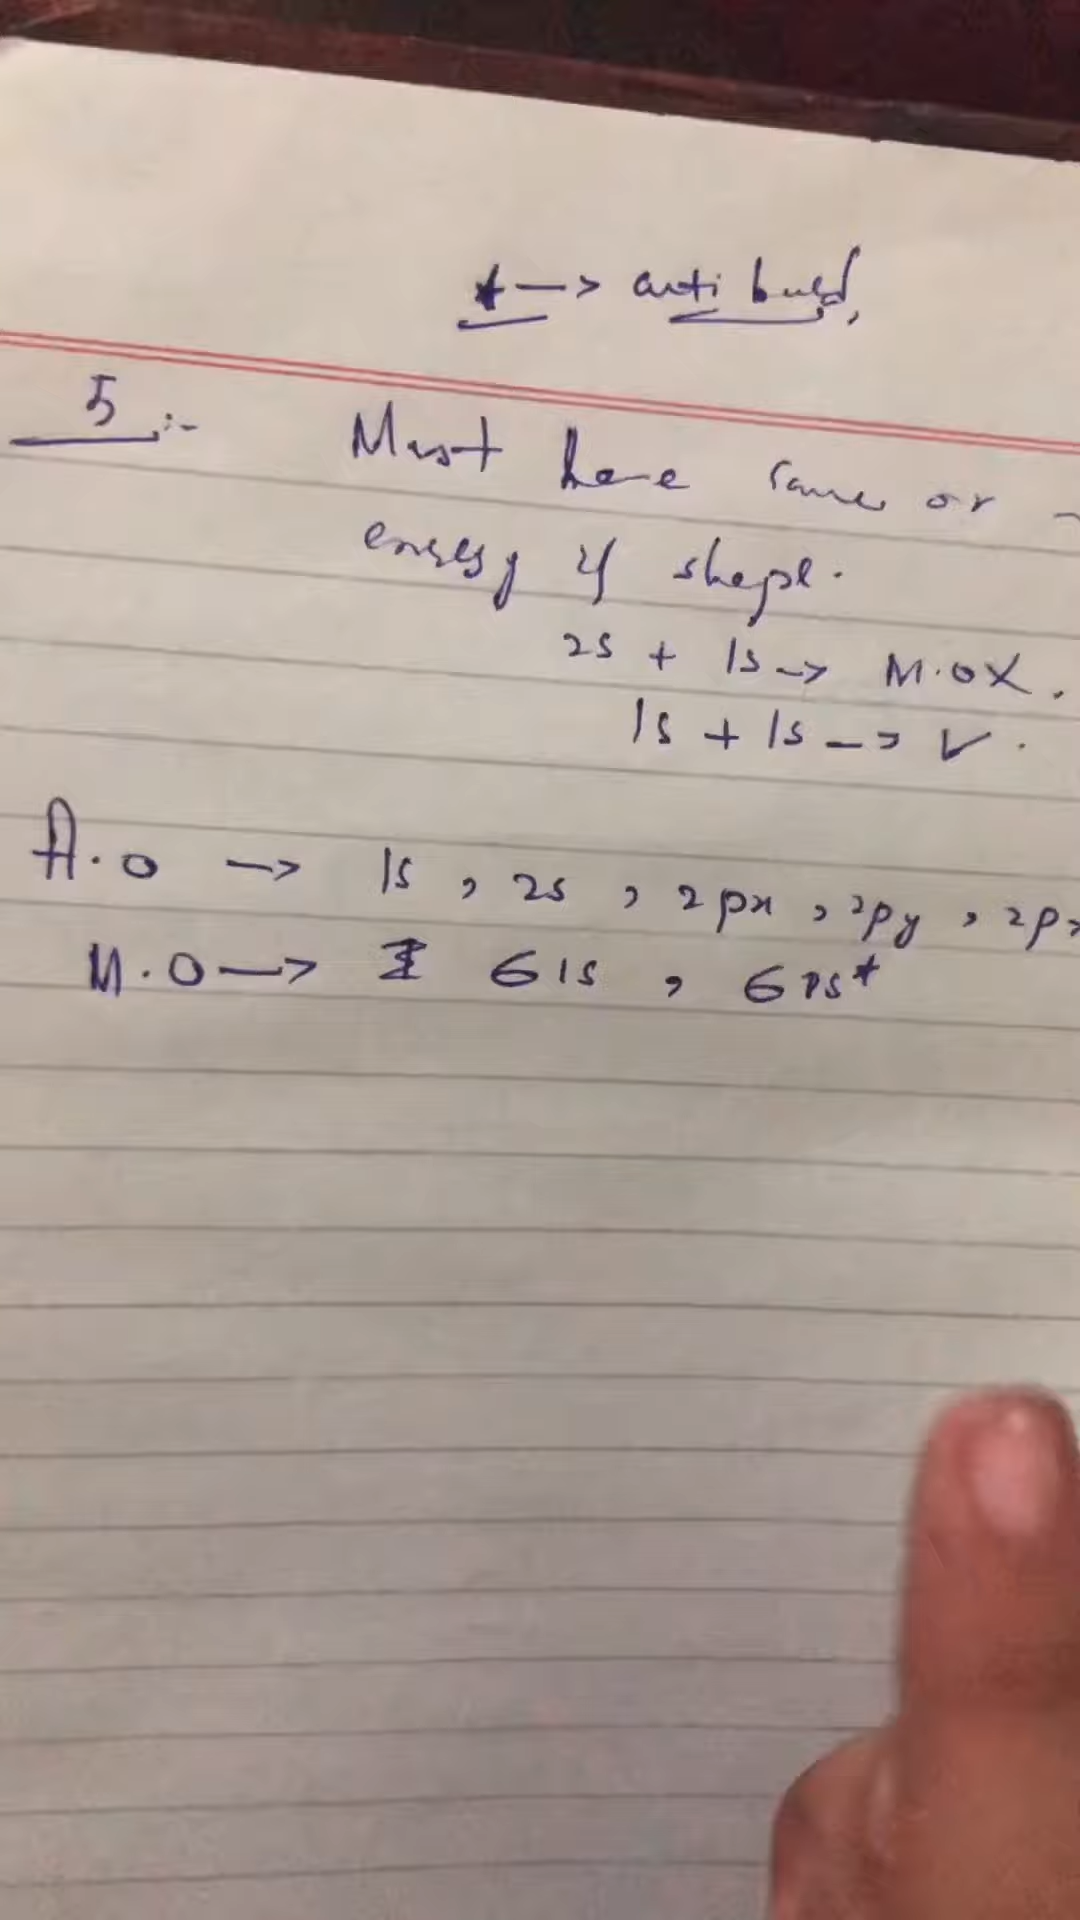 * -> anti bond,
5 :- Must have same or
energy & shape.
2s + 1s -> M.O X.
1s + 1s -> ✓.
A.O -> 1s, 2s, 2px, 2py, 2p
M.O -> σ1s, σ1s*